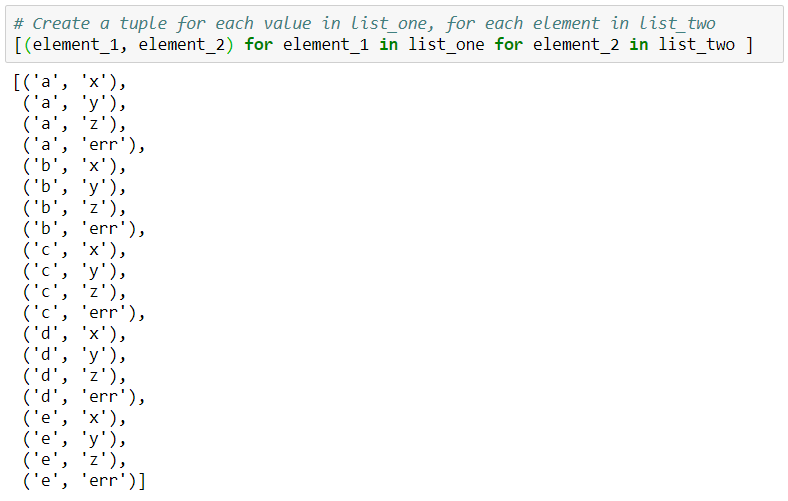 # Create a tuple for each value in list_one, for each element in list_two
[(element_1, element_2) for element_1 in list_one for element_2 in list_two ]
[('a', 'x'),
 ('a', 'y'),
 ('a', 'z'),
 ('a', 'err'),
 ('b', 'x'),
 ('b', 'y'),
 ('b', 'z'),
 ('b', 'err'),
 ('c', 'x'),
 ('c', 'y'),
 ('c', 'z'),
 ('c', 'err'),
 ('d', 'x'),
 ('d', 'y'),
 ('d', 'z'),
 ('d', 'err'),
 ('e', 'x'),
 ('e', 'y'),
 ('e', 'z'),
 ('e', 'err')]